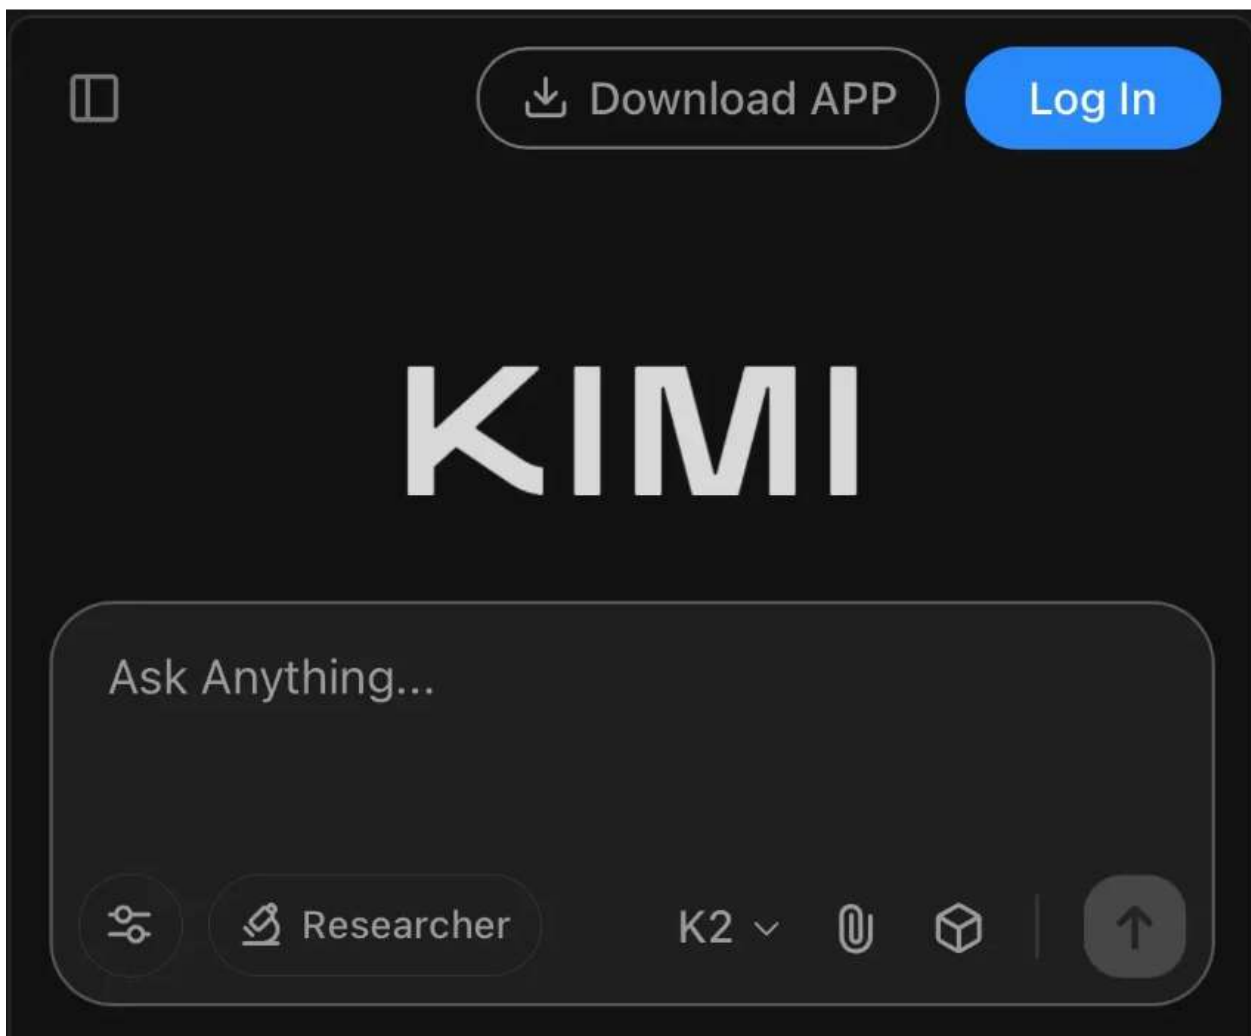 Download APP
Log In
KIMI
Ask Anything...
Researcher
K2